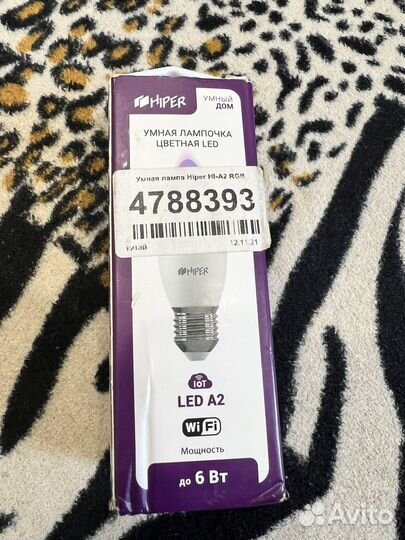 HIPER
УМНЫЙ
ДОМ
УМНАЯ ЛАМПОЧКА
ЦВЕТНАЯ LED
Умная лампа Hiper HI-A2 RGB
4788393
Китай
12.11.21
HIPER
IoT
LED A2
WiFi
Мощность
до 6 Вт
Avito